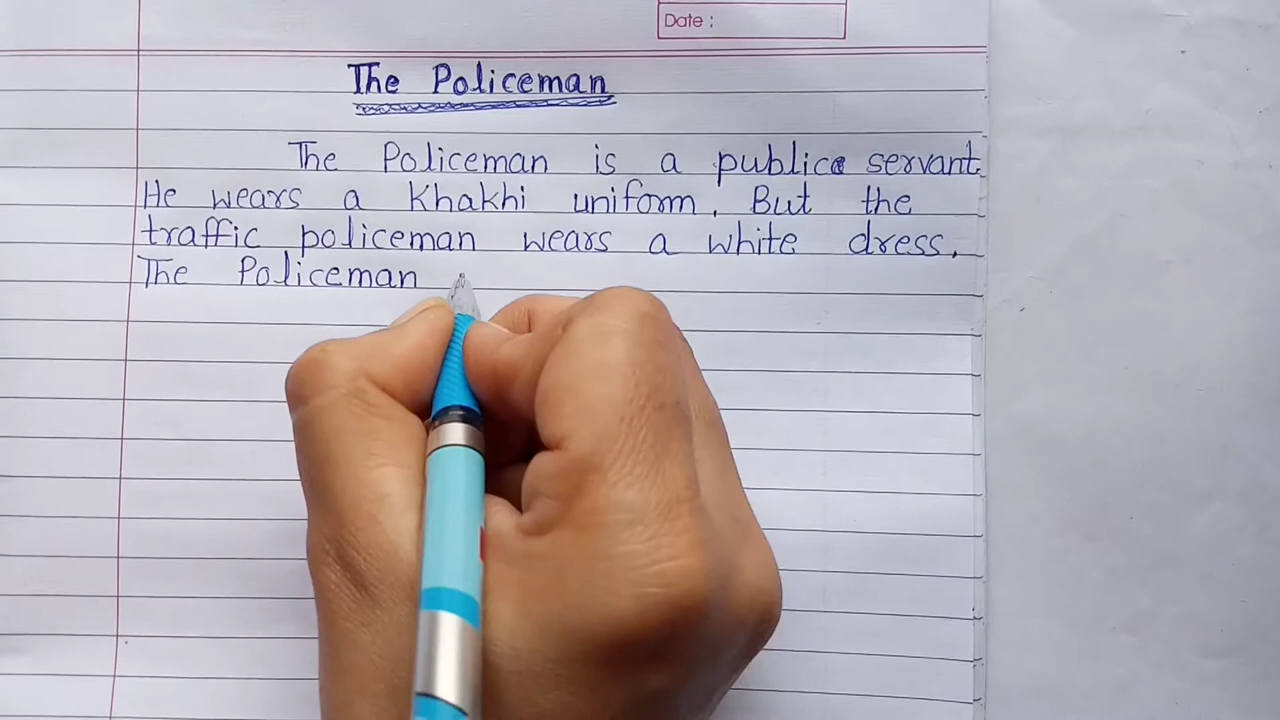 Date :
The Policeman
The Policeman is a public servant.
He wears a Khakhi uniform. But the
traffic policeman wears a white dress.
The Policeman